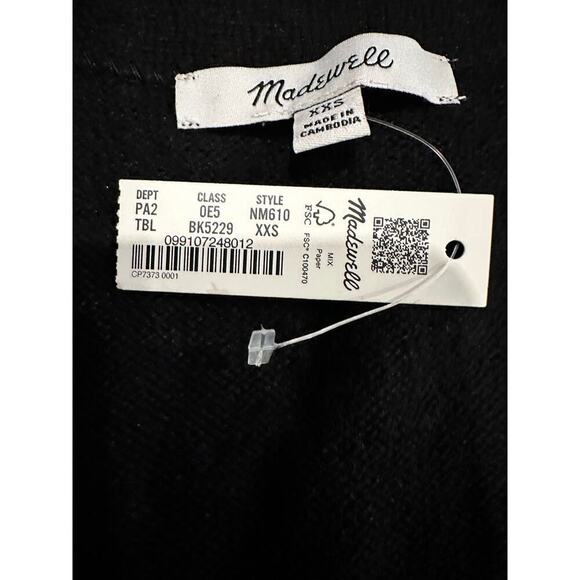 Madewell
XXS
MADE IN
CAMBODIA
DEPT CLASS STYLE
PA2 0E5 NM610
TBL BK5229 XXS
099107248012
CP7373 0001
FSC
MIX
Paper
FSC® C100470
Madewell